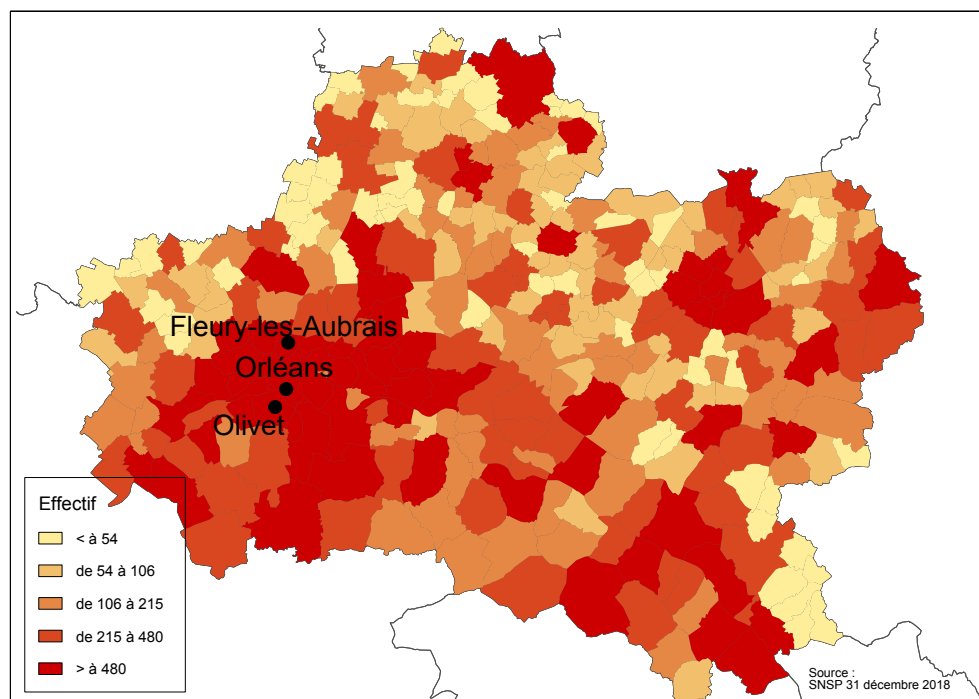 Fleury-les-Aubrais
Orléans
Olivet
Effectif
< à 54
de 54 à 106
de 106 à 215
de 215 à 480
> à 480
Source :
SNSP 31 décembre 2018